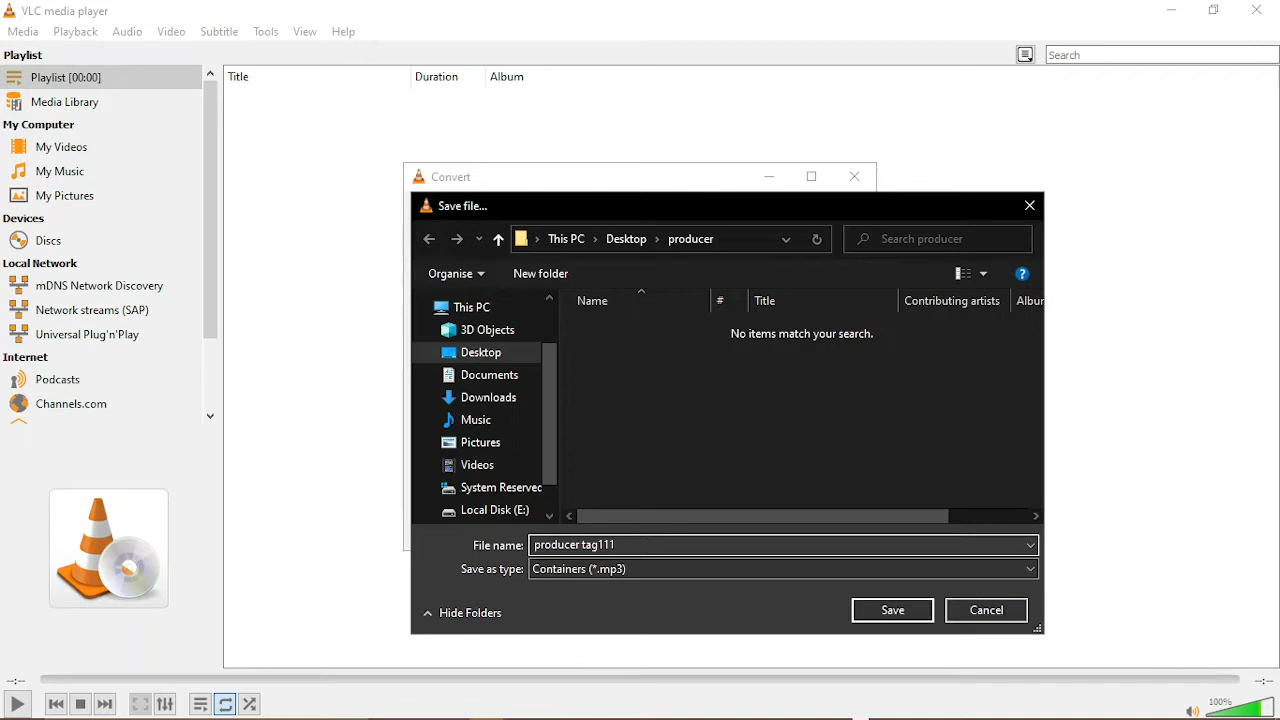 VLC media player
Media Playback Audio Video Subtitle Tools View Help
Playlist
Search
Playlist [00:00]
Title Duration Album
Media Library
My Computer
My Videos
My Music
My Pictures
Devices
Discs
Local Network
mDNS Network Discovery
Network streams (SAP)
Universal Plug'n'Play
Internet
Podcasts
Channels.com
Convert
Save file...
This PC > Desktop > producer
Search producer
Organise New folder
This PC
3D Objects
Desktop
Documents
Downloads
Music
Pictures
Videos
System Reserved
Local Disk (E:)
Name # Title Contributing artists Albur
No items match your search.
File name: producer tag111
Save as type: Containers (*.mp3)
Hide Folders
Save Cancel
--:-- --:--
100%